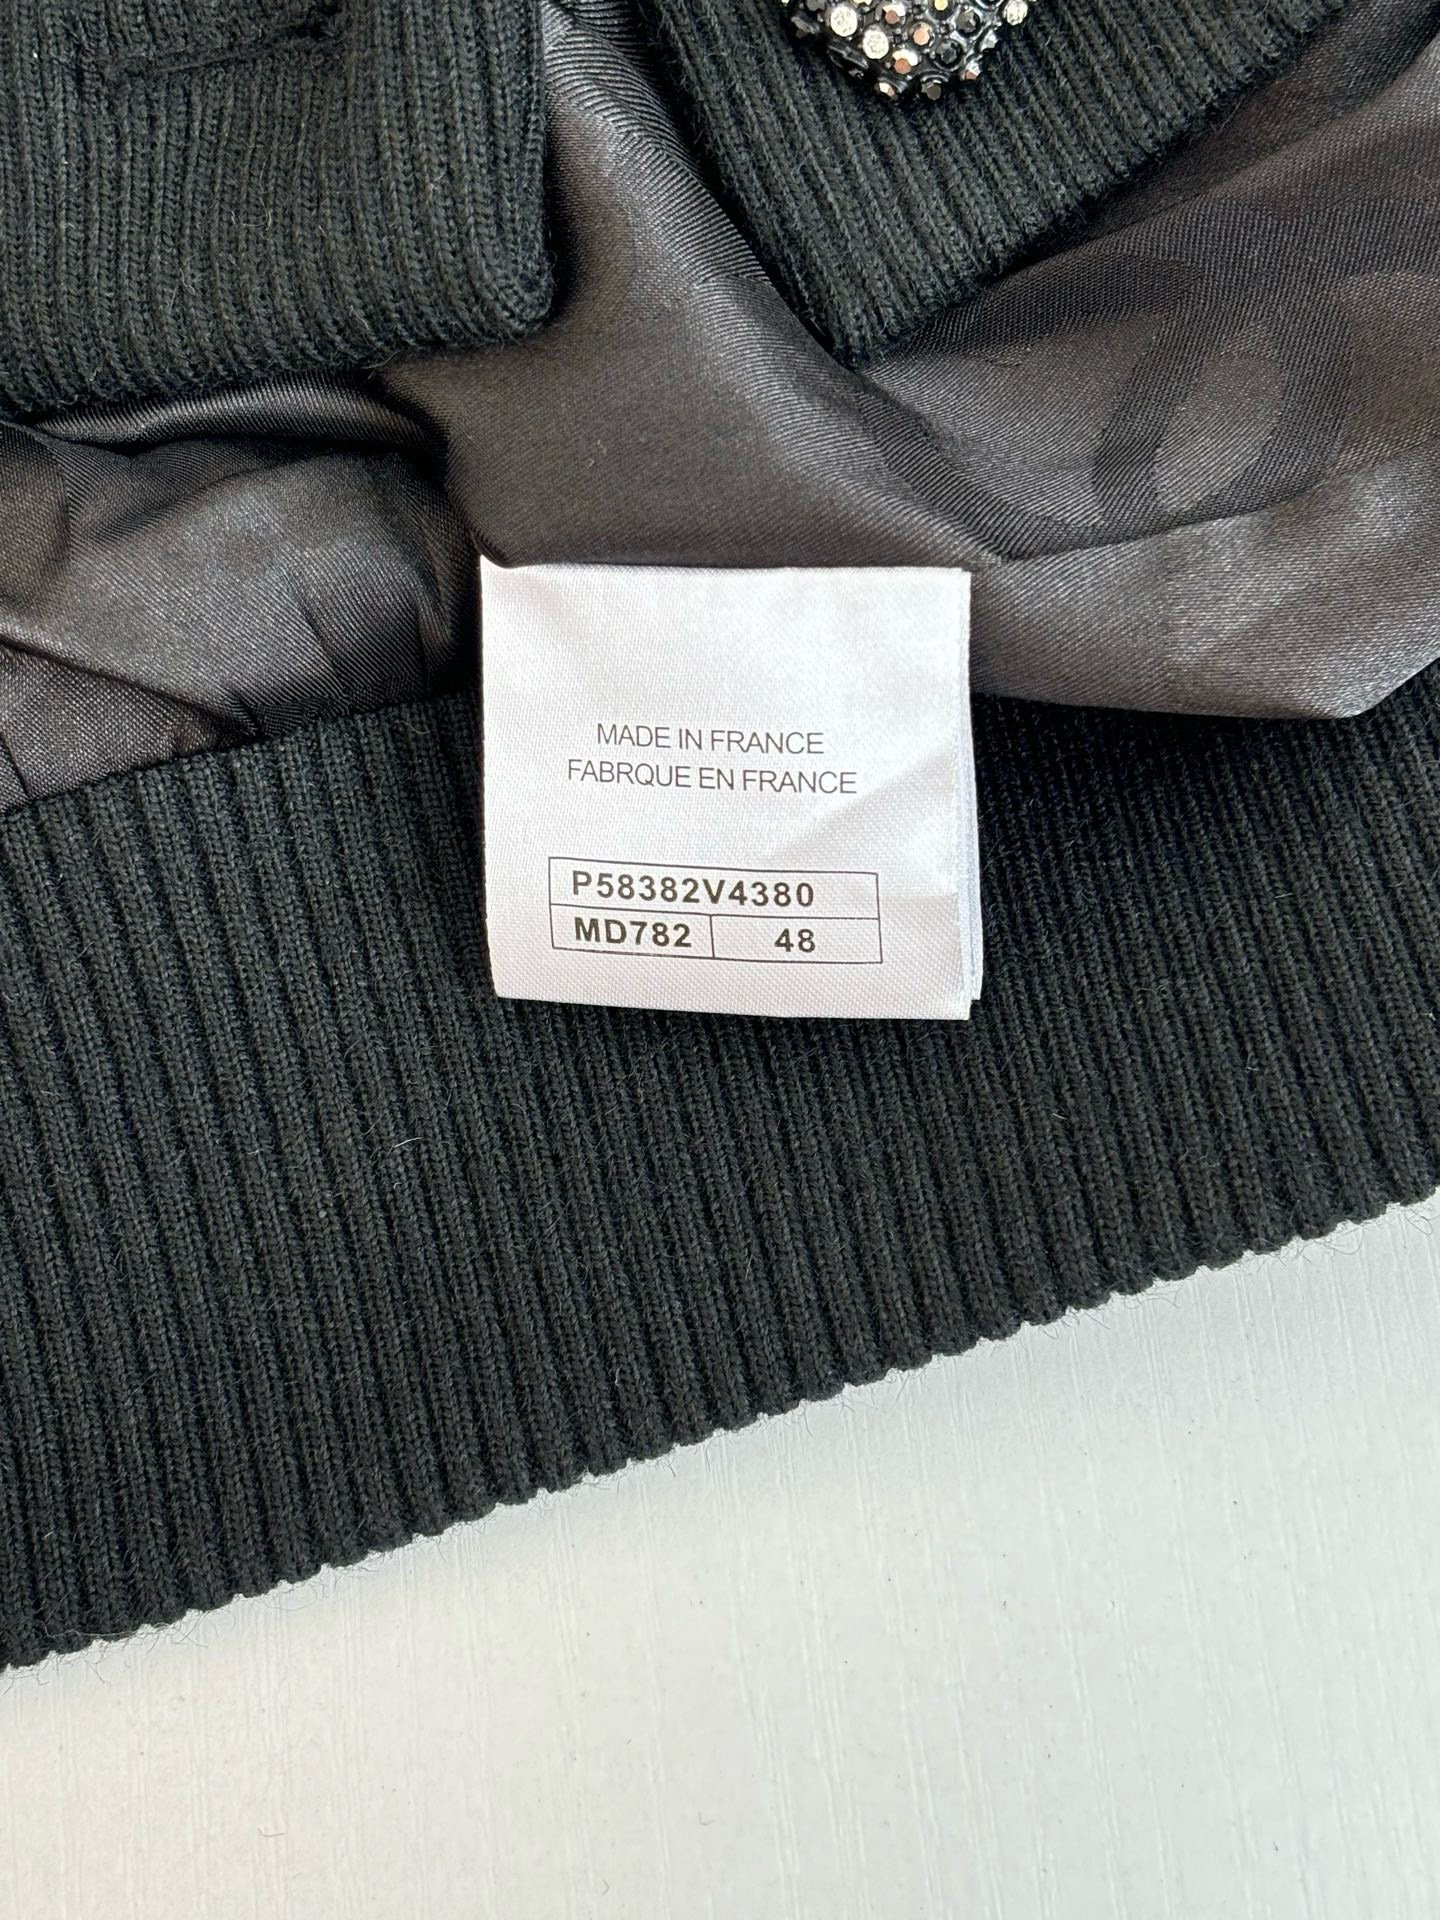 MADE IN FRANCE
FABRQUE EN FRANCE
P58382V4380
MD782 48